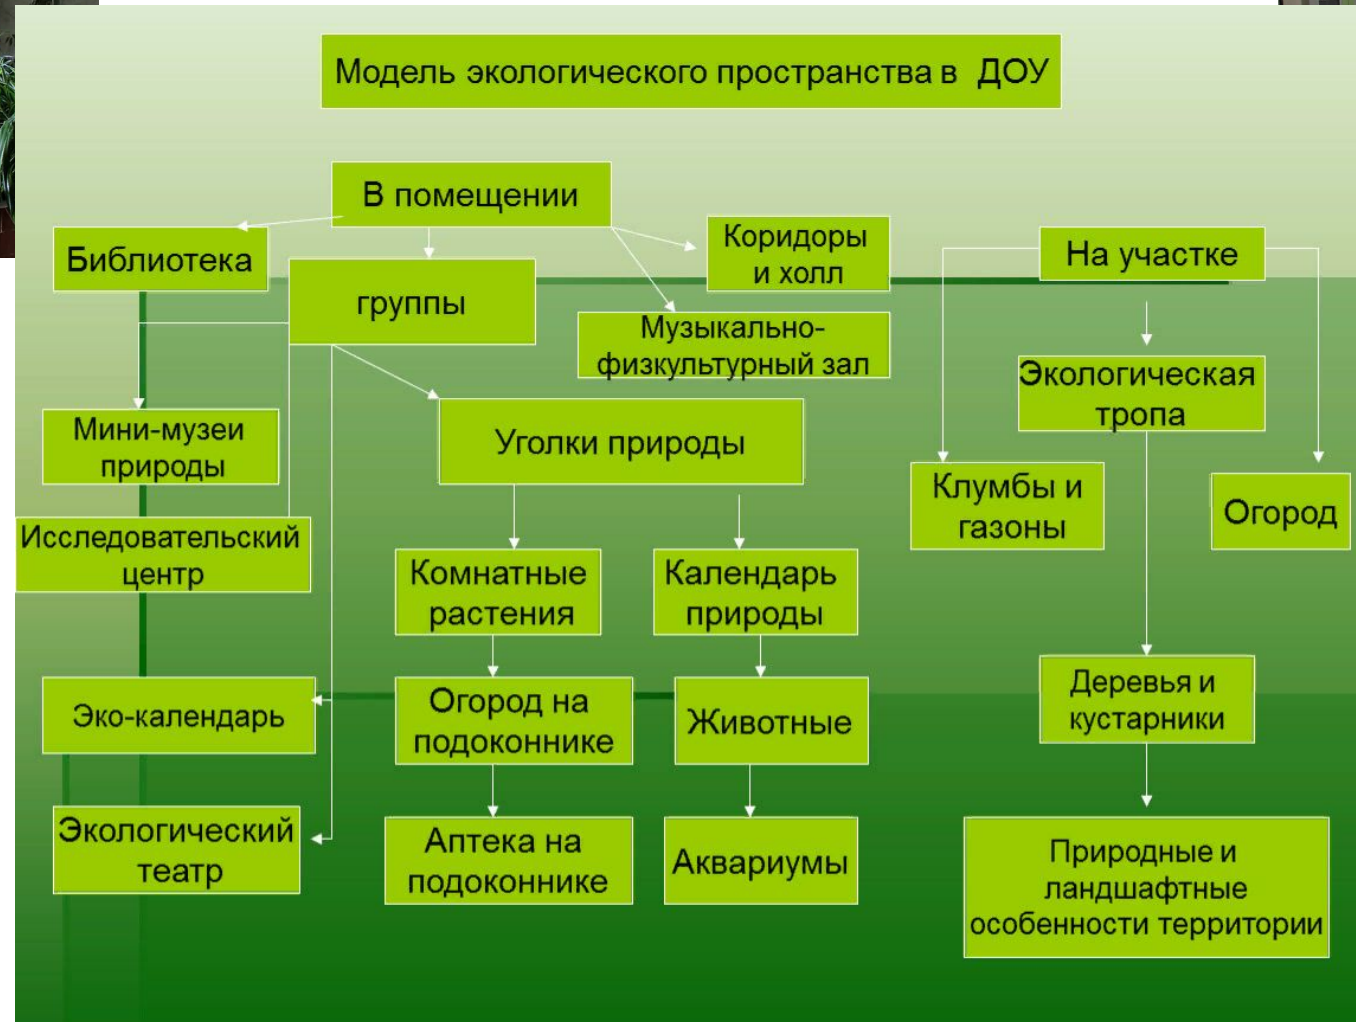 Модель экологического пространства в ДОУ
В помещении
Библиотека
группы
Коридоры
и холл
Музыкально-
физкультурный зал
На участке
Мини-музеи
природы
Исследовательский
центр
Уголки природы
Экологическая
тропа
Клумбы и
газоны
Огород
Комнатные
растения
Календарь
природы
Эко-календарь
Огород на
подоконнике
Животные
Деревья и
кустарники
Экологический
театр
Аптека на
подоконнике
Аквариумы
Природные и
ландшафтные
особенности территории